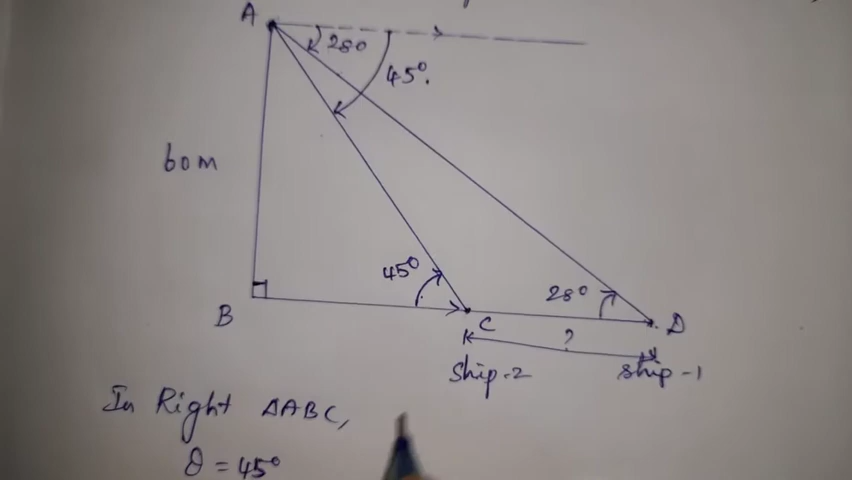 A
28°
45°.
60m
45°
28°
B
C
D
?
Ship-2
Ship-1
In Right ΔABC,
θ = 45°